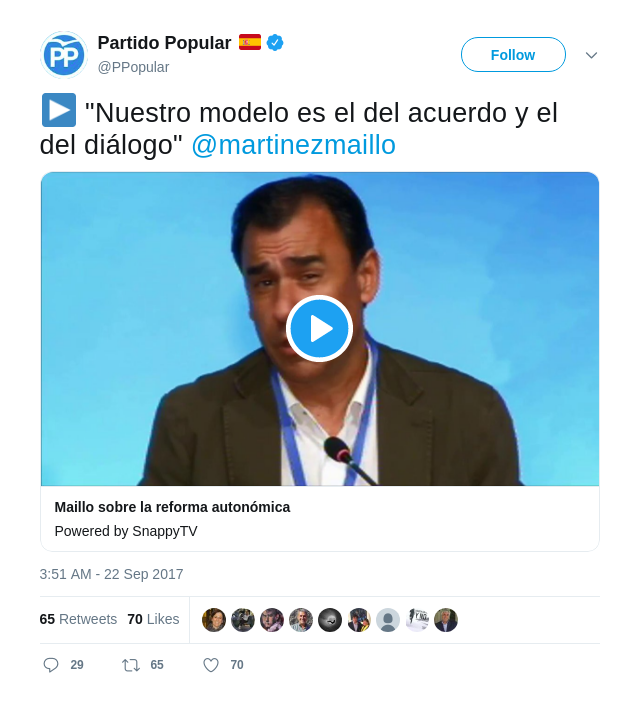 PP
Partido Popular
@PPopular
Follow
"Nuestro modelo es el del acuerdo y el
del diálogo" @martinezmaillo
Maillo sobre la reforma autonómica
Powered by SnappyTV
3:51 AM - 22 Sep 2017
65 Retweets 70 Likes
29 65 70